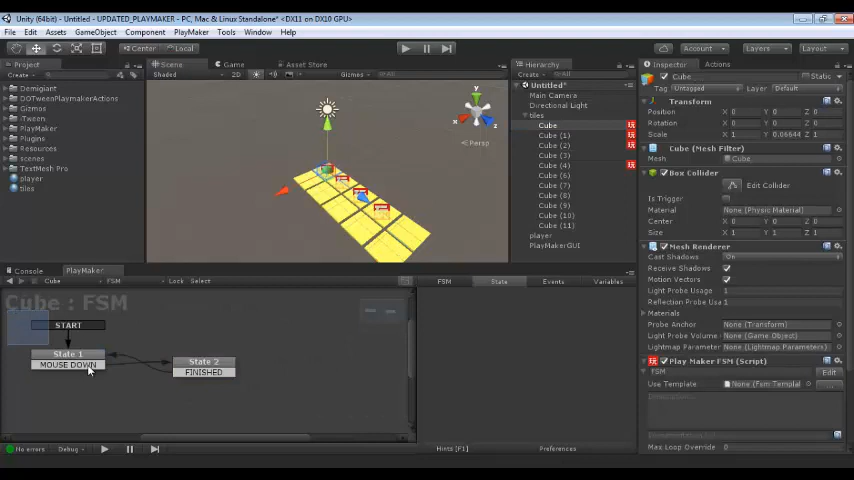 Unity (64bit) - Untitled - UPDATED_PLAYMAKER - PC, Mac & Linux Standalone* <DX11 on DX10 GPU>
File Edit Assets GameObject Component PlayMaker Tools Window Help
Center Local Account Layers Layout
Project
Create
Demigiant
DOTweenPlaymakerActions
Gizmos
iTween
PlayMaker
Plugins
Resources
scenes
TextMesh Pro
player
tiles
Scene Game Asset Store
Shaded 2D Gizmos All
y
x
z
Persp
Hierarchy
Create All
Untitled*
Main Camera
Directional Light
tiles
Cube
Cube (1)
Cube (2)
Cube (3)
Cube (4)
Cube (6)
Cube (7)
Cube (8)
Cube (9)
Cube (10)
Cube (11)
player
PlayMakerGUI
Inspector Actions
Cube Static
Tag Untagged Layer Default
Transform
Position X 0 Y 0 Z 0
Rotation X 0 Y 0 Z 0
Scale X 1 Y 0.06644 Z 1
Cube (Mesh Filter)
Mesh Cube
Box Collider
Edit Collider
Is Trigger
Material None (Physic Material)
Center X 0 Y 0 Z 0
Size X 1 Y 1 Z 1
Mesh Renderer
Cast Shadows On
Receive Shadows
Motion Vectors
Light Probe Usage 1
Reflection Probe Usa 1
Materials
Probe Anchor None (Transform)
Light Probe Volume None (Game Object)
Lightmap Parameter None (Lightmap Parameters)
Play Maker FSM (Script)
FSM Edit
Use Template None (Fsm Templat
Max Loop Override 0
Console PlayMaker
Cube FSM Lock Select
Cube : FSM
START
State 1
MOUSE DOWN
State 2
FINISHED
FSM State Events Variables
No errors Debug Hints [F1] Preferences